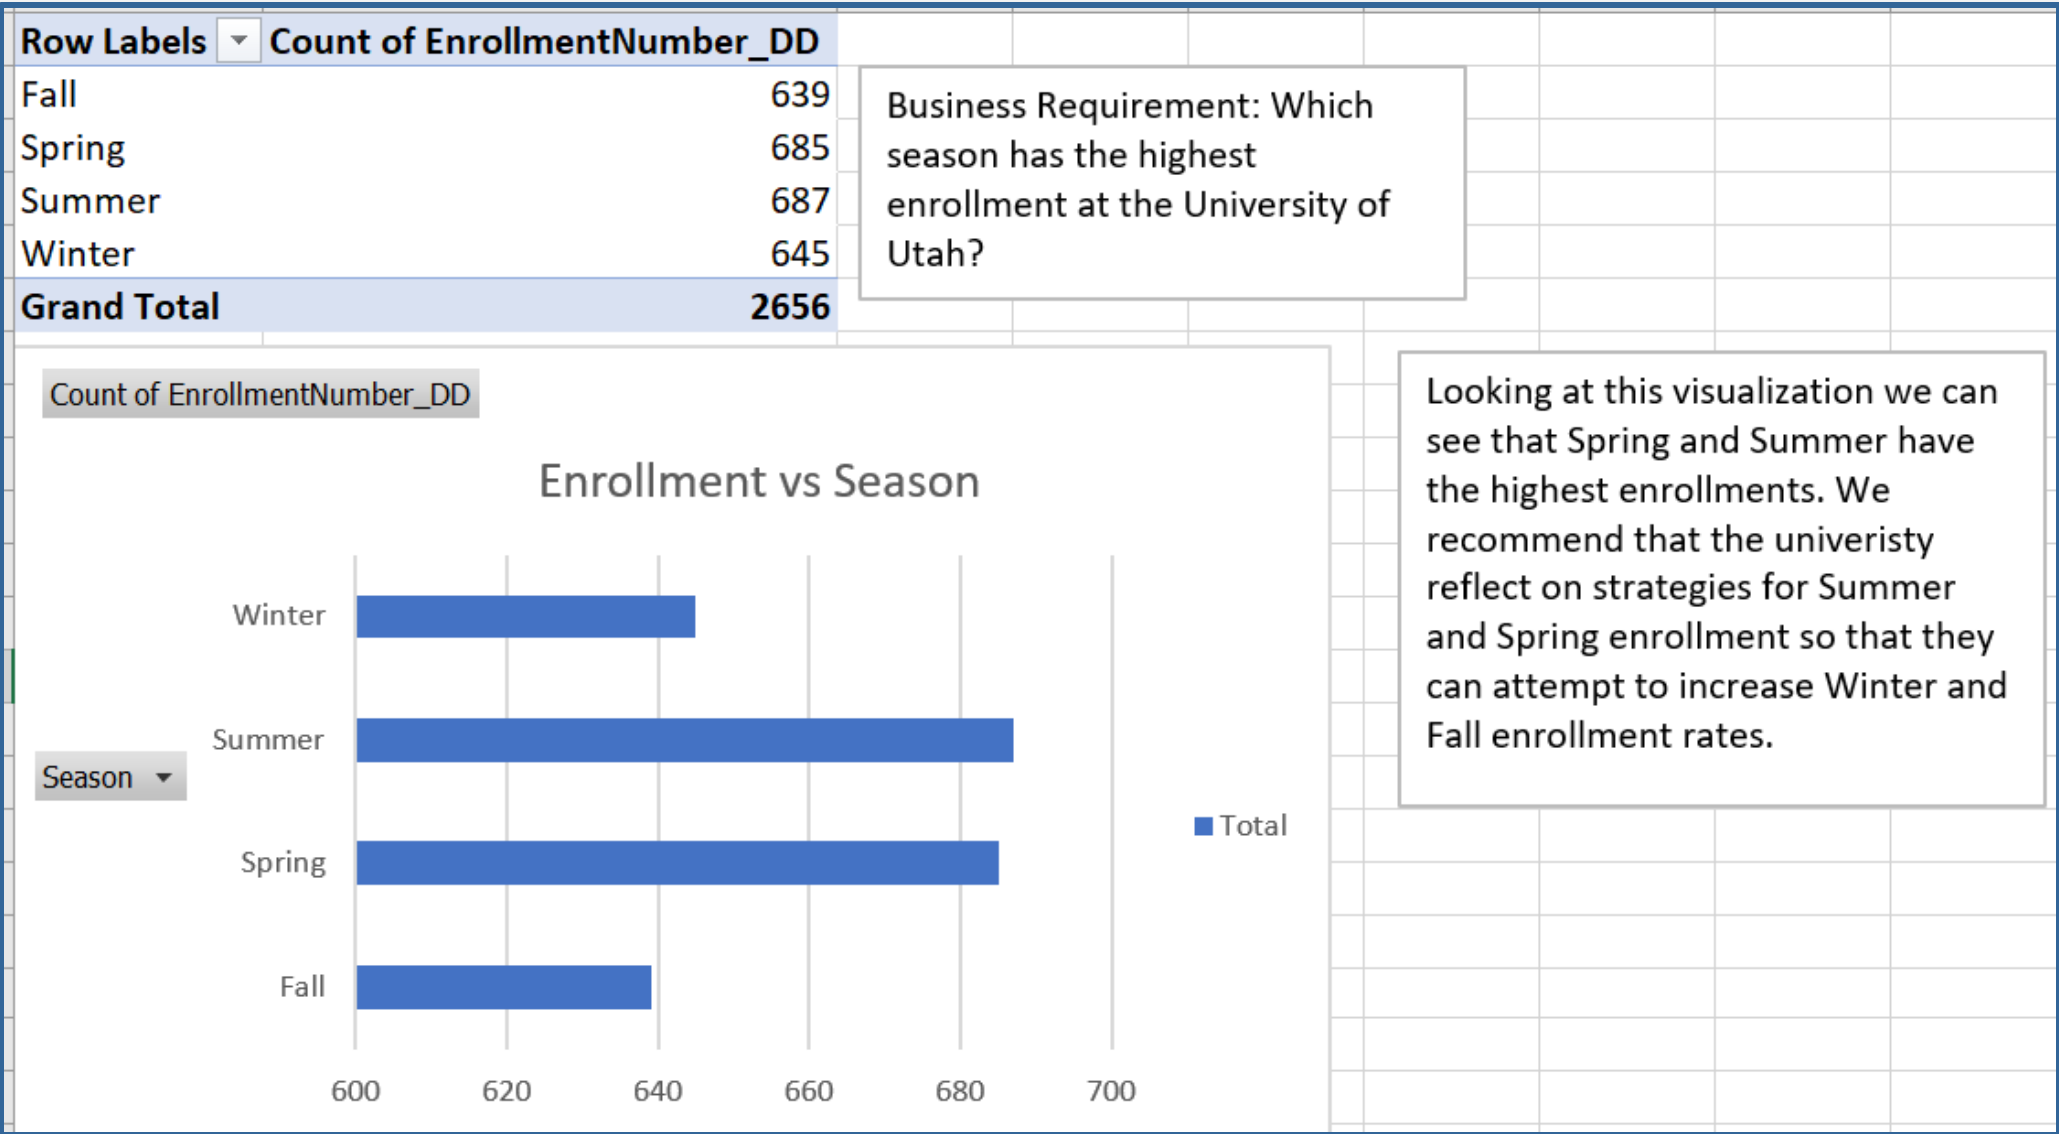 Row Labels Count of EnrollmentNumber_DD
Fall 639
Spring 685
Summer 687
Winter 645
Grand Total 2656
Business Requirement: Which
season has the highest
enrollment at the University of
Utah?
Count of EnrollmentNumber_DD
Enrollment vs Season
Winter
Summer
Season
Spring
Fall
600 620 640 660 680 700
Total
Looking at this visualization we can
see that Spring and Summer have
the highest enrollments. We
recommend that the univeristy
reflect on strategies for Summer
and Spring enrollment so that they
can attempt to increase Winter and
Fall enrollment rates.